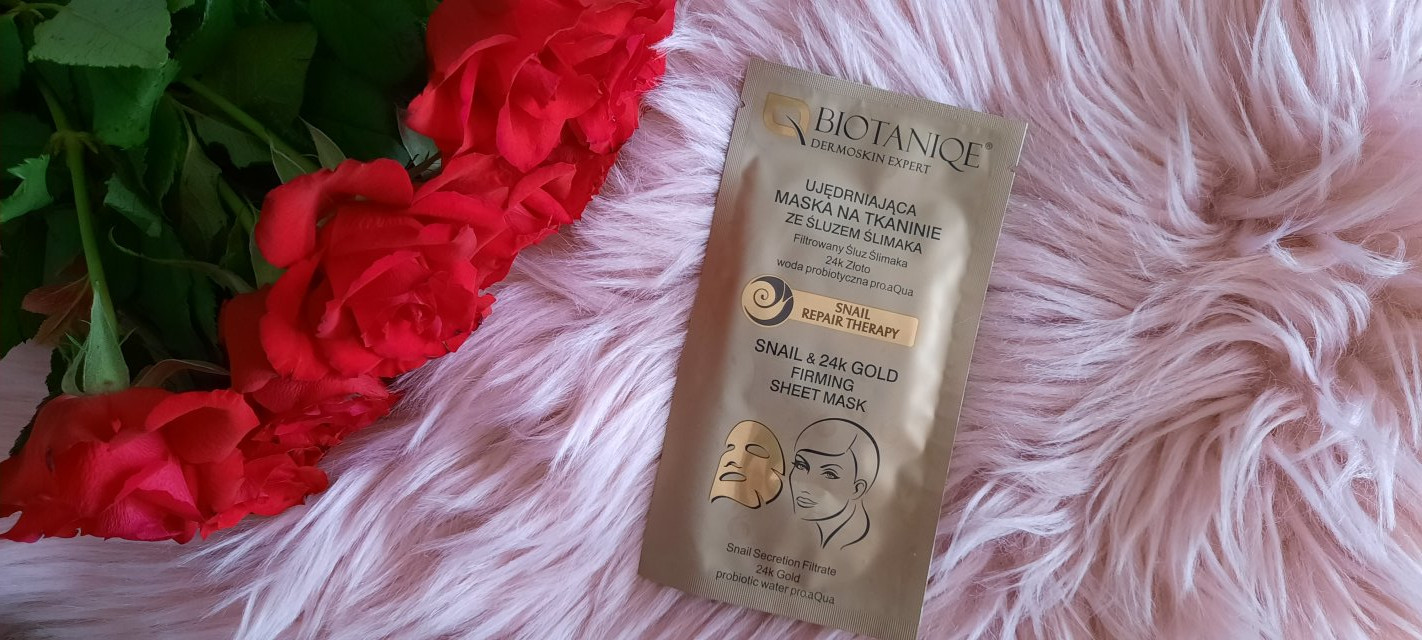 BIOTANIQE®
DERMOSKIN EXPERT
UJĘDRNIAJĄCA
MASKA NA TKANINIE
ZE ŚLUZEM ŚLIMAKA
Filtrowany Śluz Ślimaka
24k Złoto
woda probiotyczna pro.aQua
SNAIL
REPAIR THERAPY
SNAIL & 24k GOLD
FIRMING
SHEET MASK
Snail Secretion Filtrate
24k Gold
probiotic water pro.aQua